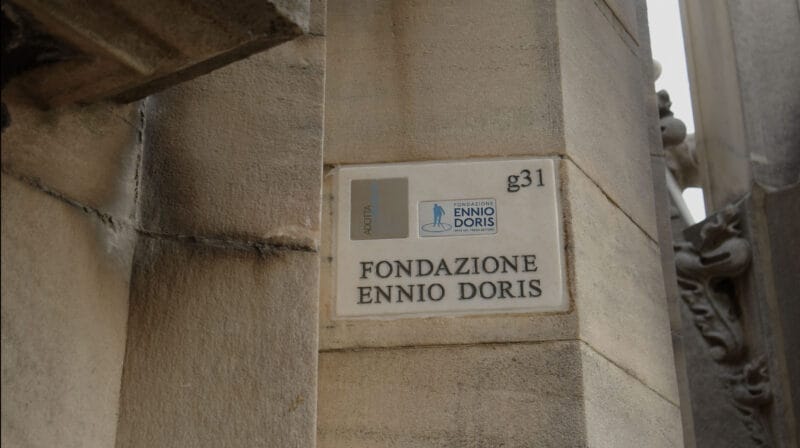 g31
FONDAZIONE
ENNIO
DORIS
FONDAZIONE
ENNIO DORIS